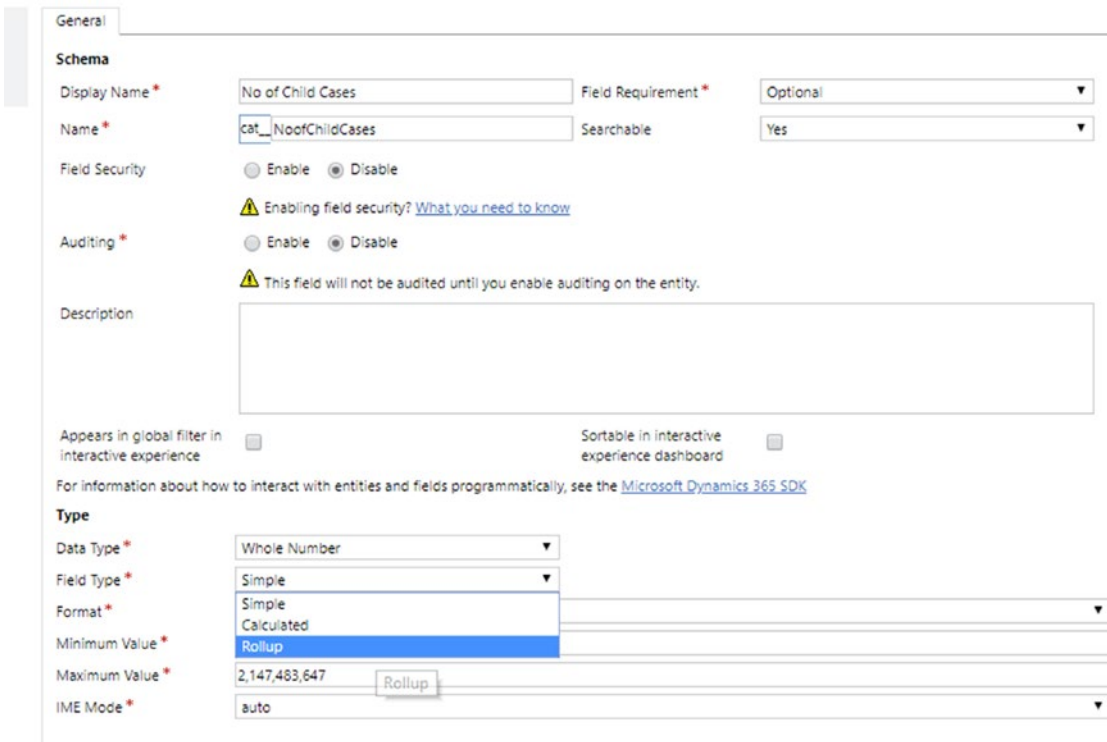 General
Schema
Display Name * No of Child Cases Field Requirement * Optional
Name * cat_ NoofChildCases Searchable Yes
Field Security Enable Disable
Enabling field security? What you need to know
Auditing * Enable Disable
This field will not be audited until you enable auditing on the entity.
Description
Appears in global filter in Sortable in interactive
interactive experience experience dashboard
For information about how to interact with entities and fields programmatically, see the Microsoft Dynamics 365 SDK
Type
Data Type * Whole Number
Field Type * Simple
Simple
Format *
Calculated
Minimum Value * Rollup
Maximum Value * 2,147,483,647 Rollup
IME Mode * auto